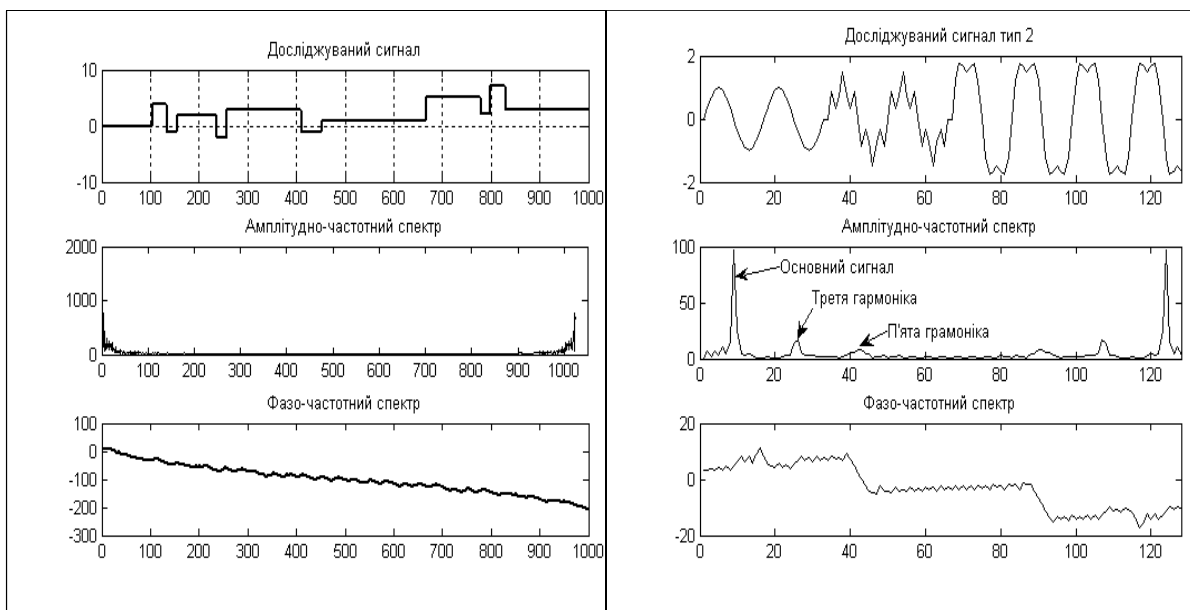 Досліджуваний сигнал
10
0
-10
0 100 200 300 400 500 600 700 800 900 1000
Амплітудно-частотний спектр
2000
1000
0
0 100 200 300 400 500 600 700 800 900 1000
Фазо-частотний спектр
100
0
-100
-200
-300
0 100 200 300 400 500 600 700 800 900 1000
Досліджуваний сигнал тип 2
2
0
-2
0 20 40 60 80 100 120
Амплітудно-частотний спектр
100
50
0
Основний сигнал
Третя гармоніка
П'ята грамоніка
0 20 40 60 80 100 120
Фазо-частотний спектр
20
0
-20
0 20 40 60 80 100 120